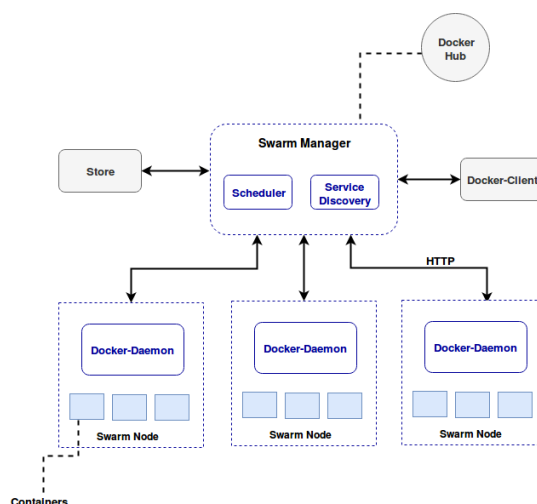 Docker
Hub
Swarm Manager
Store
Scheduler
Service
Discovery
Docker-Client
HTTP
Docker-Daemon
Docker-Daemon
Docker-Daemon
Swarm Node
Swarm Node
Swarm Node
Containers